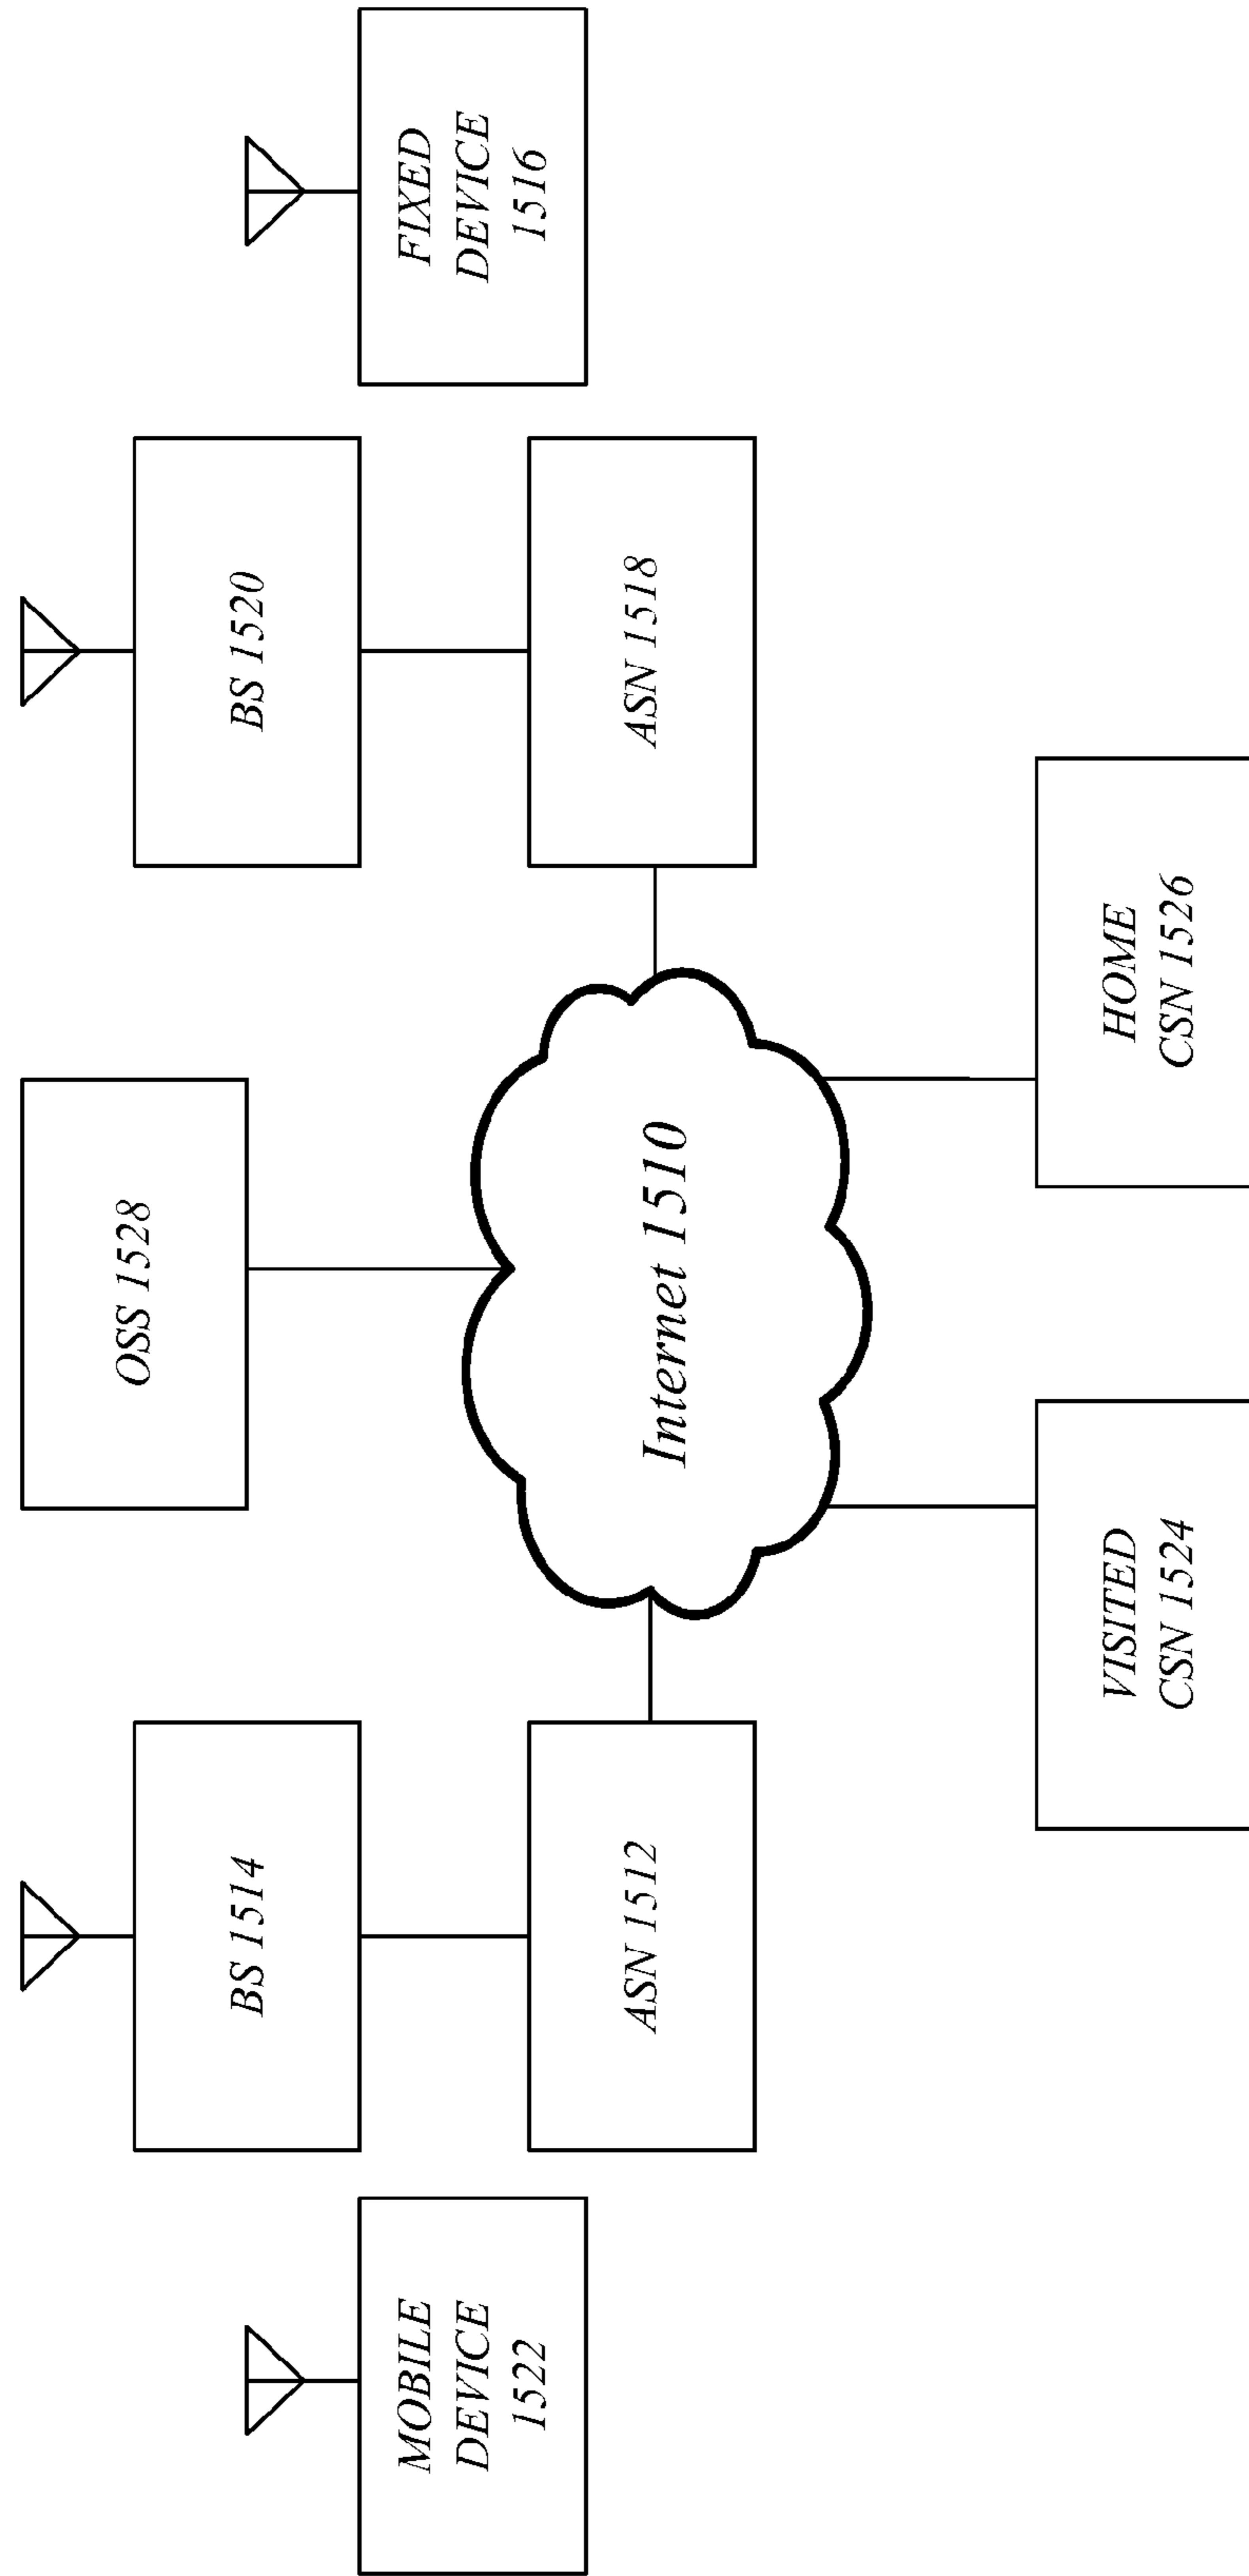 OSS 1528
BS 1514
BS 1520
MOBILE
DEVICE
1522
FIXED
DEVICE
1516
ASN 1512
Internet 1510
ASN 1518
VISITED
CSN 1524
HOME
CSN 1526